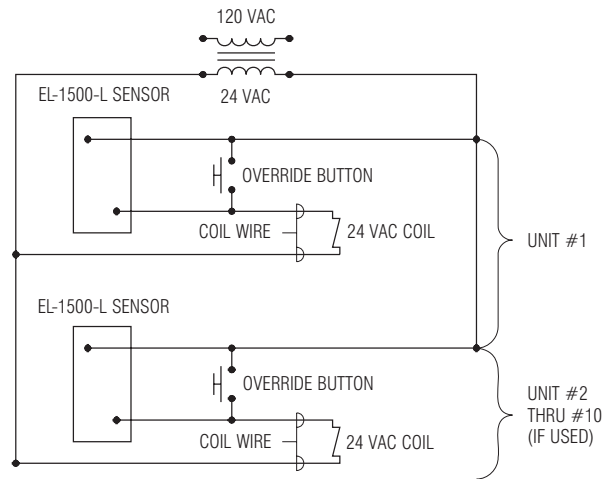 120 VAC
24 VAC
EL-1500-L SENSOR
OVERRIDE BUTTON
COIL WIRE
24 VAC COIL
UNIT #1
EL-1500-L SENSOR
OVERRIDE BUTTON
COIL WIRE
24 VAC COIL
UNIT #2
THRU #10
(IF USED)